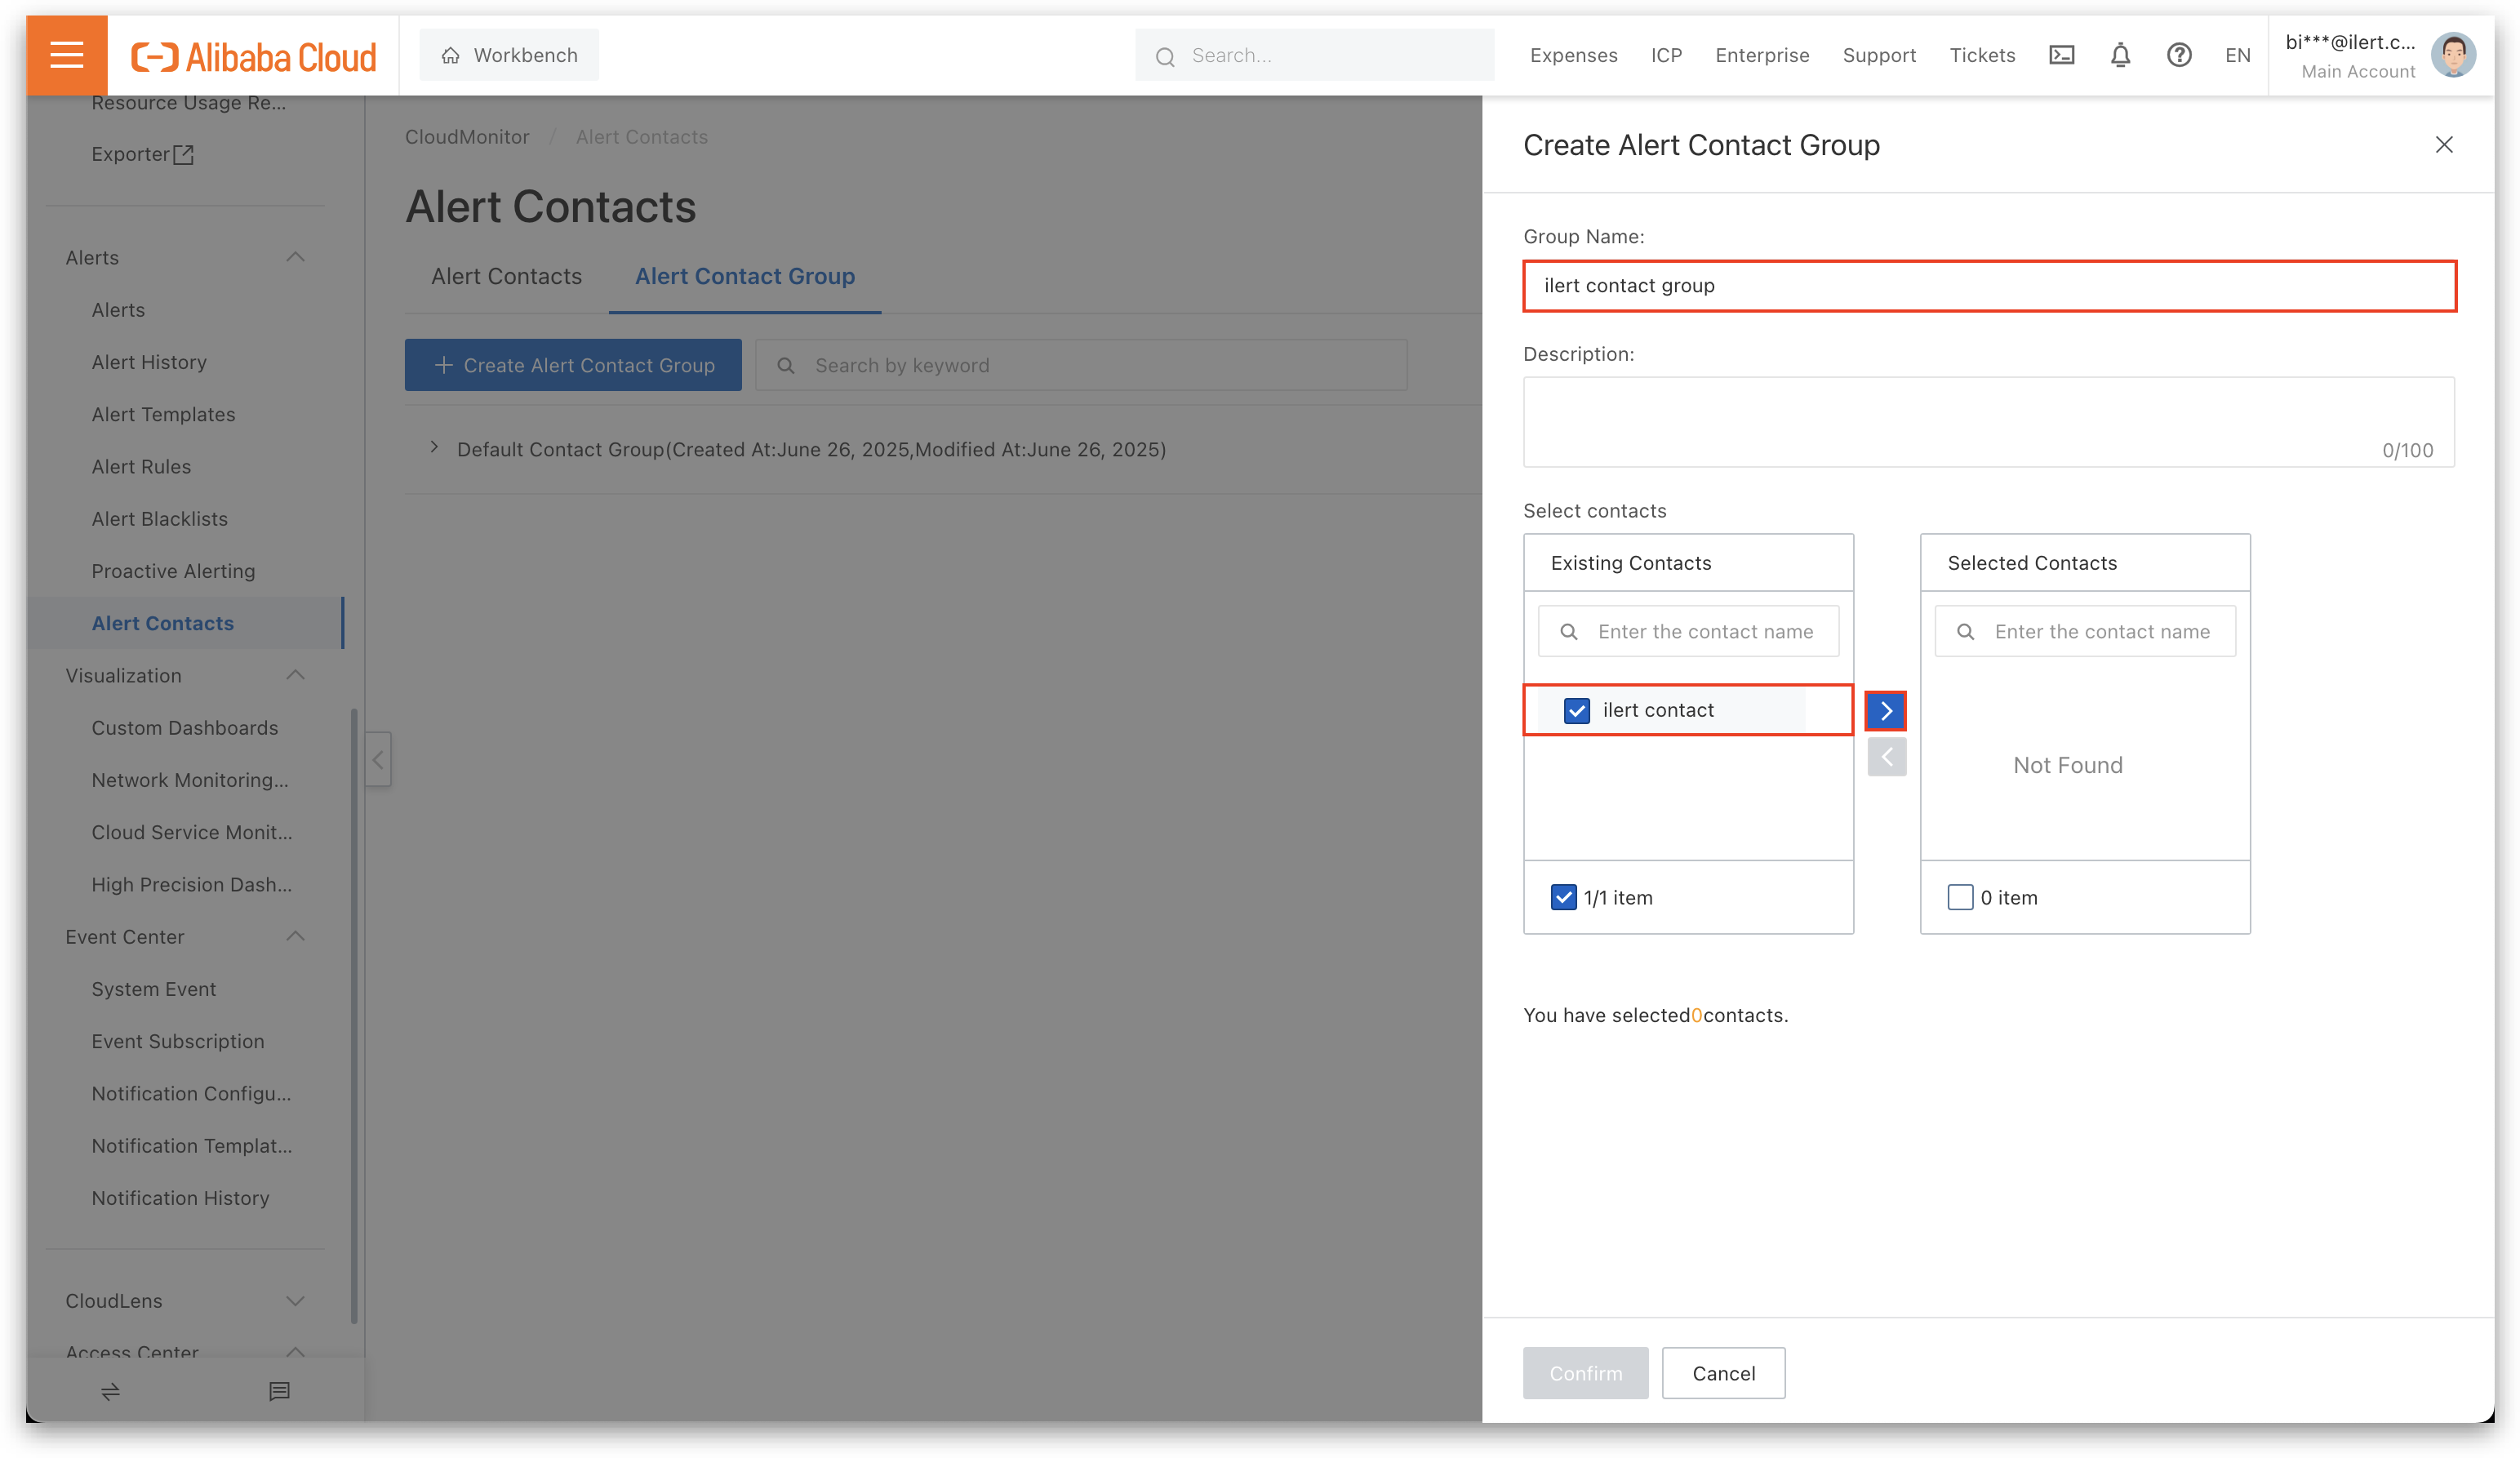 Alibaba Cloud
Workbench
Search...
Expenses
ICP
Enterprise
Support
Tickets
EN
bi***@ilert.c...
Main Account
Resource Usage Re...
Exporter
Alerts
Alerts
Alert History
Alert Templates
Alert Rules
Alert Blacklists
Proactive Alerting
Alert Contacts
Visualization
Custom Dashboards
Network Monitoring...
Cloud Service Monit...
High Precision Dash...
Event Center
System Event
Event Subscription
Notification Configu...
Notification Templat...
Notification History
CloudLens
Access Center
CloudMonitor / Alert Contacts
Alert Contacts
Alert Contacts
Alert Contact Group
Create Alert Contact Group
Search by keyword
Default Contact Group(Created At:June 26, 2025,Modified At:June 26, 2025)
Create Alert Contact Group
Group Name:
ilert contact group
Description:
0/100
Select contacts
Existing Contacts
Enter the contact name
ilert contact
1/1 item
Selected Contacts
Enter the contact name
Not Found
0 item
You have selected0contacts.
Confirm
Cancel